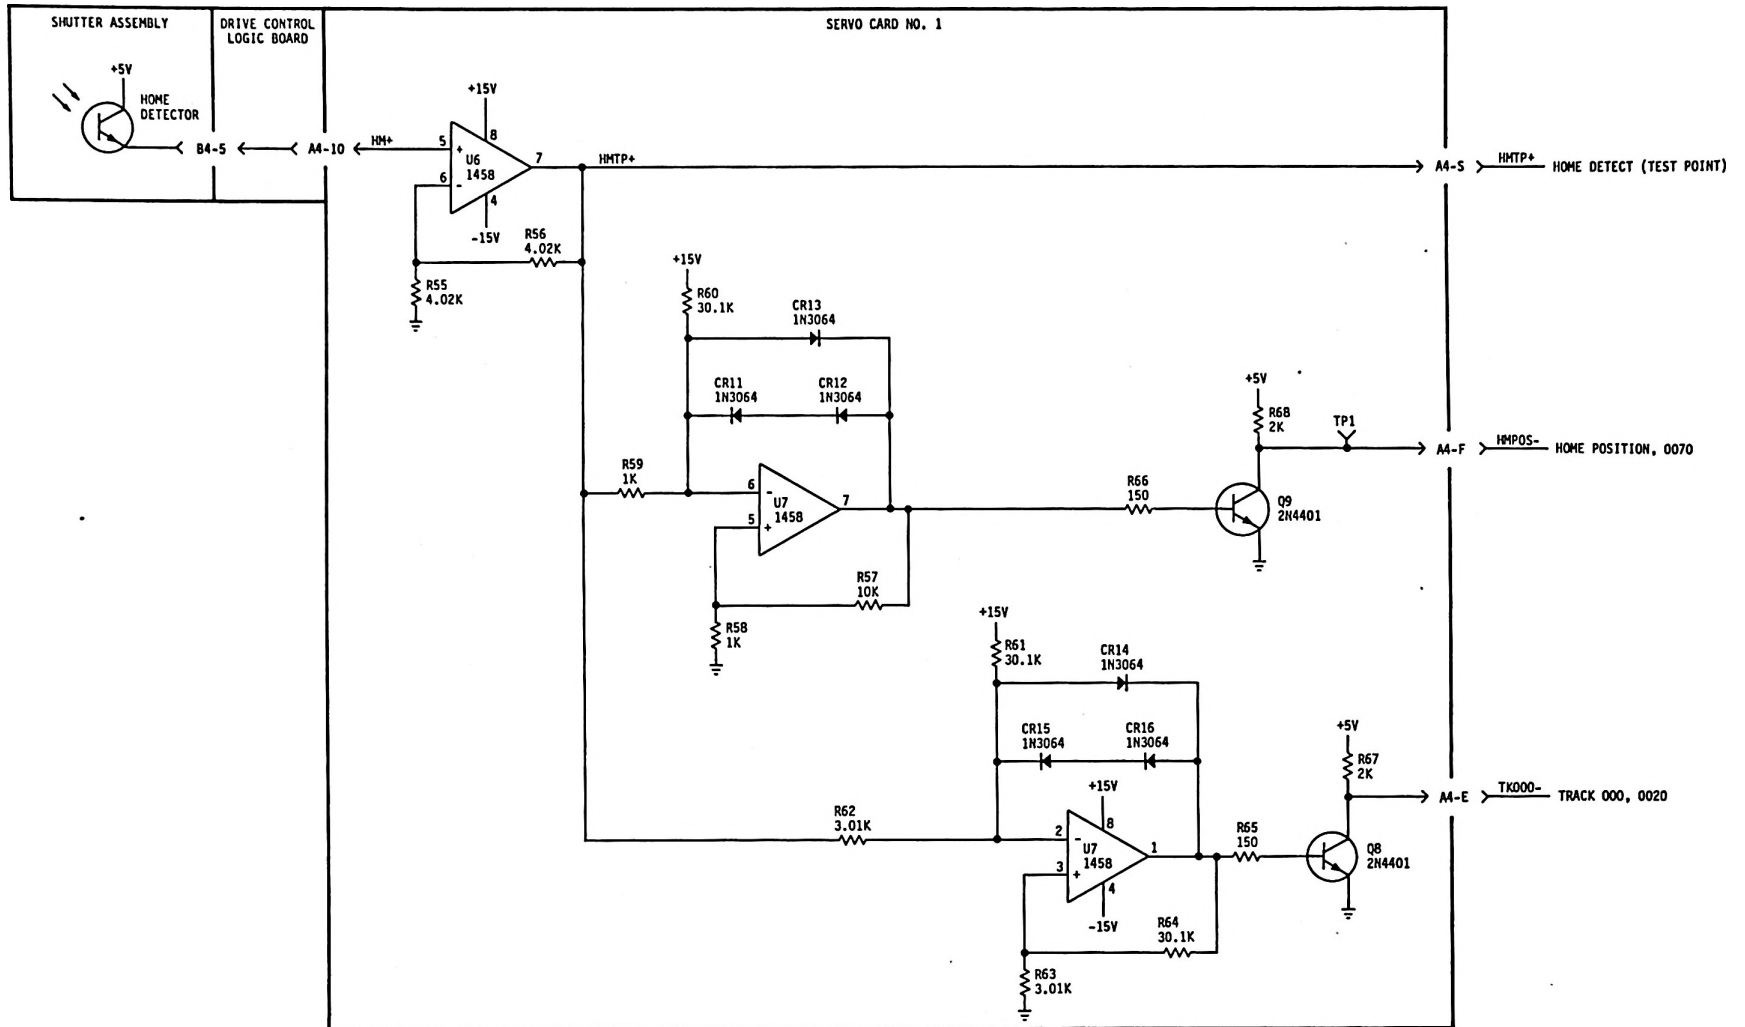 SHUTTER ASSEMBLY
DRIVE CONTROL
LOGIC BOARD
SERVO CARD NO. 1
+5V
HOME
DETECTOR
B4-5
A4-10
HM+
+15V
8
5
+
U6
1458
7
6
-
4
-15V
HMTP+
A4-S
HMTP+
HOME DETECT (TEST POINT)
R56
4.02K
R55
4.02K
+15V
R60
30.1K
CR13
1N3064
CR11
1N3064
CR12
1N3064
R59
1K
6
-
U7
1458
7
5
+
R57
10K
R58
1K
R66
150
+5V
R68
2K
TP1
A4-F
HMPOS-
HOME POSITION, 0070
Q9
2N4401
+15V
R61
30.1K
CR14
1N3064
CR15
1N3064
CR16
1N3064
R62
3.01K
+15V
8
2
-
U7
1458
1
3
+
4
-15V
R65
150
R64
30.1K
R63
3.01K
+5V
R67
2K
A4-E
TK000-
TRACK 000, 0020
Q8
2N4401